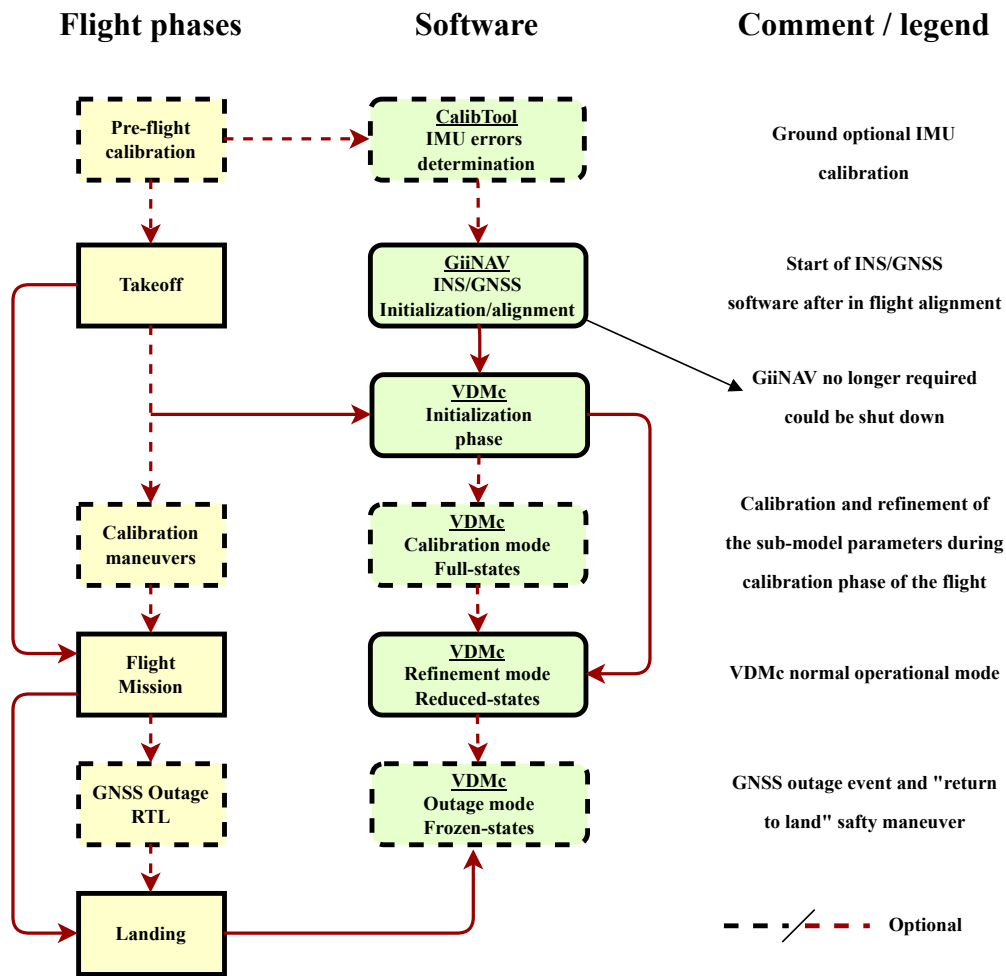 Flight phases
Software
Comment / legend
Pre-flight
calibration
CalibTool
IMU errors
determination
Ground optional IMU
calibration
Takeoff
GiiNAV
INS/GNSS
Initialization/alignment
Start of INS/GNSS
software after in flight alignment
VDMc
Initialization
phase
GiiNAV no longer required
could be shut down
Calibration
maneuvers
VDMc
Calibration mode
Full-states
Calibration and refinement of
the sub-model parameters during
calibration phase of the flight
Flight
Mission
VDMc
Refinement mode
Reduced-states
VDMc normal operational mode
GNSS Outage
RTL
VDMc
Outage mode
Frozen-states
GNSS outage event and "return
to land" safty maneuver
Landing
Optional